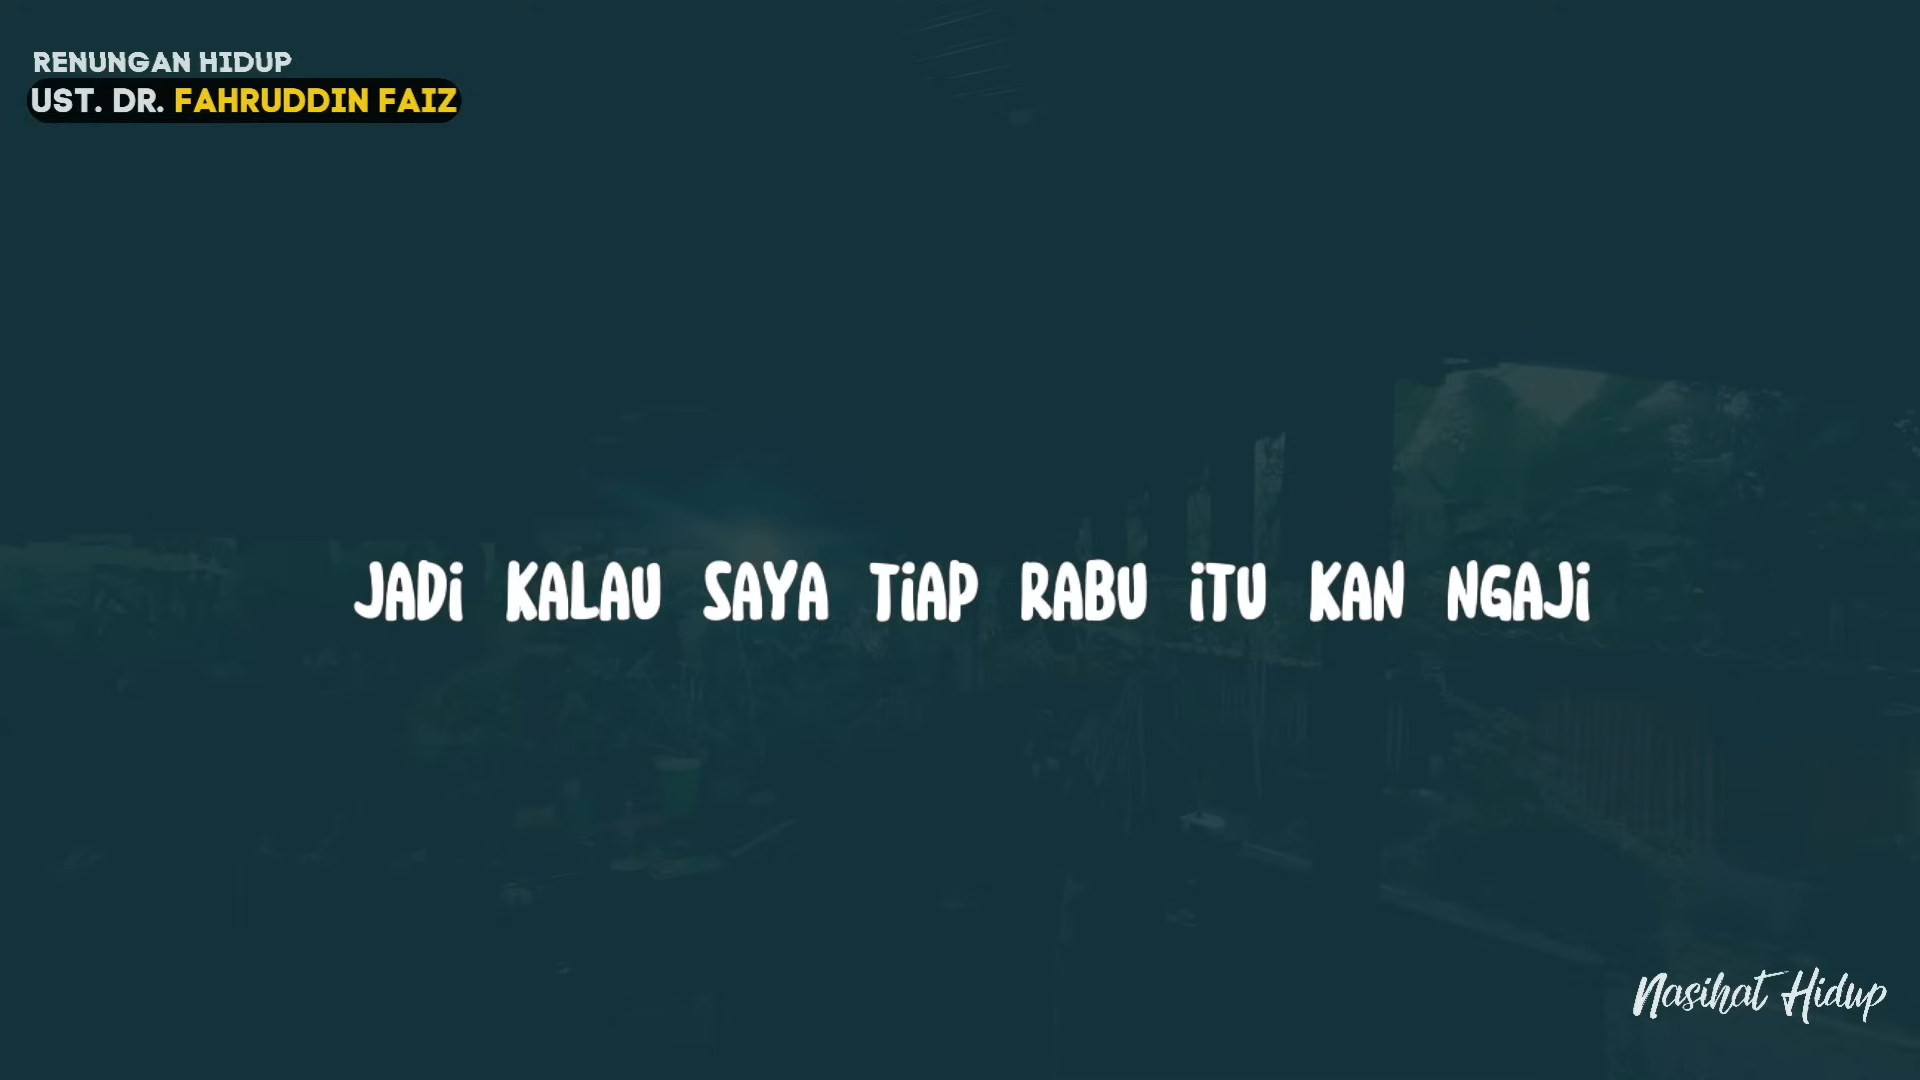 RENUNGAN HIDUP
UST. DR. FAHRUDDIN FAIZ
JADI KALAU SAYA TIAP RABU ITU KAN NGAJI
Nasihat Hidup